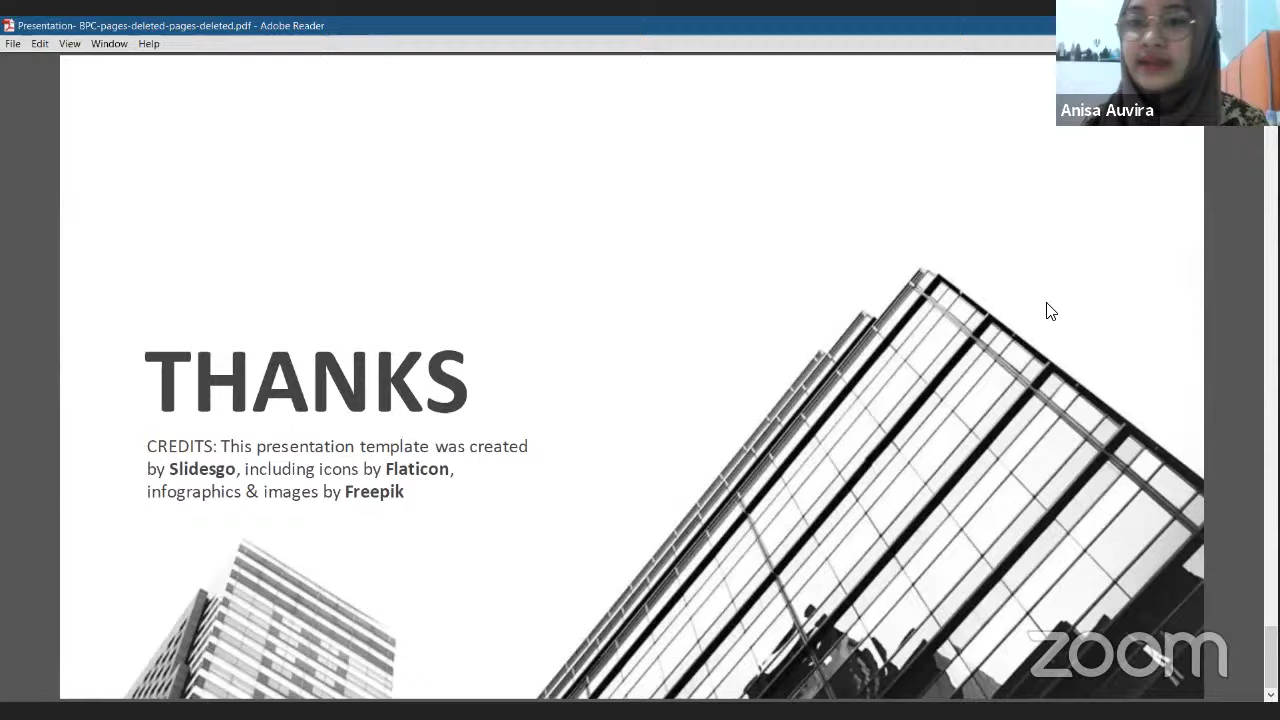 Presentation- BPC-pages-deleted-pages-deleted.pdf - Adobe Reader
File Edit View Window Help
Anisa Auvira
THANKS
CREDITS: This presentation template was created
by Slidesgo, including icons by Flaticon,
infographics & images by Freepik
zoom